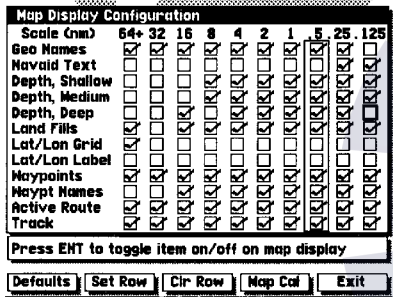 Map Display Configuration
Scale (nm) 64+ 32 16 8 4 2 1 .5 .25 .125
Geo Names
Navaid Text
Depth, Shallow
Depth, Medium
Depth, Deep
Land Fills
Lat/Lon Grid
Lat/Lon Label
Waypoints
Waypt Names
Active Route
Track
Press ENT to toggle item on/off on map display
Defaults Set Row Clr Row Map Cal Exit